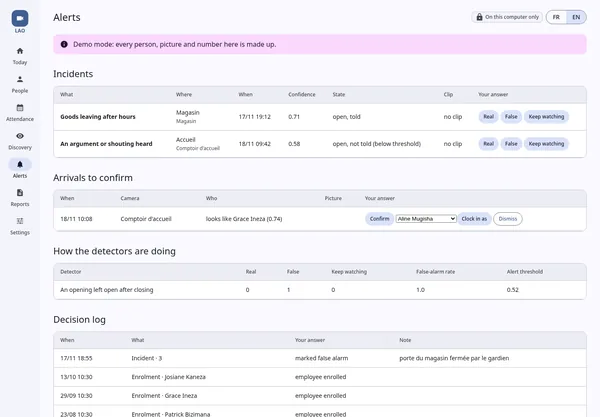 LAO
Today
People
Attendance
Discovery
Alerts
Reports
Settings
Alerts
On this computer only
FR
EN
Demo mode: every person, picture and number here is made up.
Incidents
What Where When Confidence State Clip Your answer
Goods leaving after hours Magasin Magasin 17/11 19:12 0.71 open, told no clip Real False Keep watching
An argument or shouting heard Accueil Comptoir d'accueil 18/11 09:42 0.58 open, not told (below threshold) no clip Real False Keep watching
Arrivals to confirm
When Camera Who Picture Your answer
18/11 10:08 Comptoir d'accueil looks like Grace Ineza (0.74) Confirm Aline Mugisha Clock in as Dismiss
How the detectors are doing
Detector Real False Keep watching False-alarm rate Alert threshold
An opening left open after closing 0 1 0 1.0 0.52
Decision log
When What Your answer Note
17/11 18:55 Incident · 3 marked false alarm porte du magasin fermée par le gardien
13/10 10:30 Enrolment · Josiane Kaneza employee enrolled
29/09 10:30 Enrolment · Grace Ineza employee enrolled
23/08 10:30 Enrolment · Patrick Bizimana employee enrolled